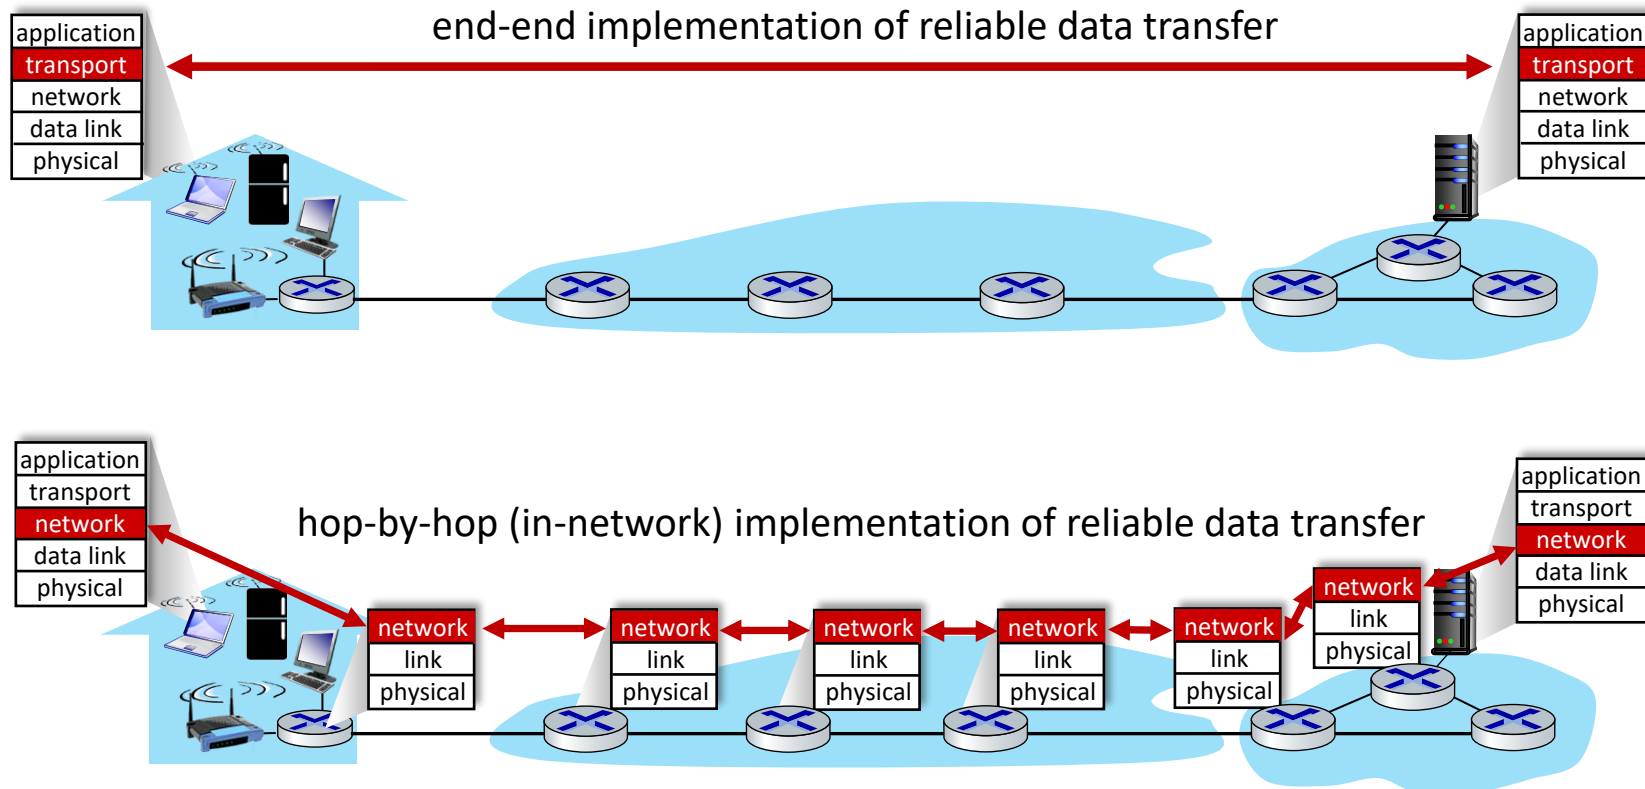 end-end implementation of reliable data transfer
application
transport
network
data link
physical
application
transport
network
data link
physical
hop-by-hop (in-network) implementation of reliable data transfer
application
transport
network
data link
physical
network
link
physical
network
link
physical
network
link
physical
network
link
physical
network
link
physical
network
link
physical
application
transport
network
data link
physical